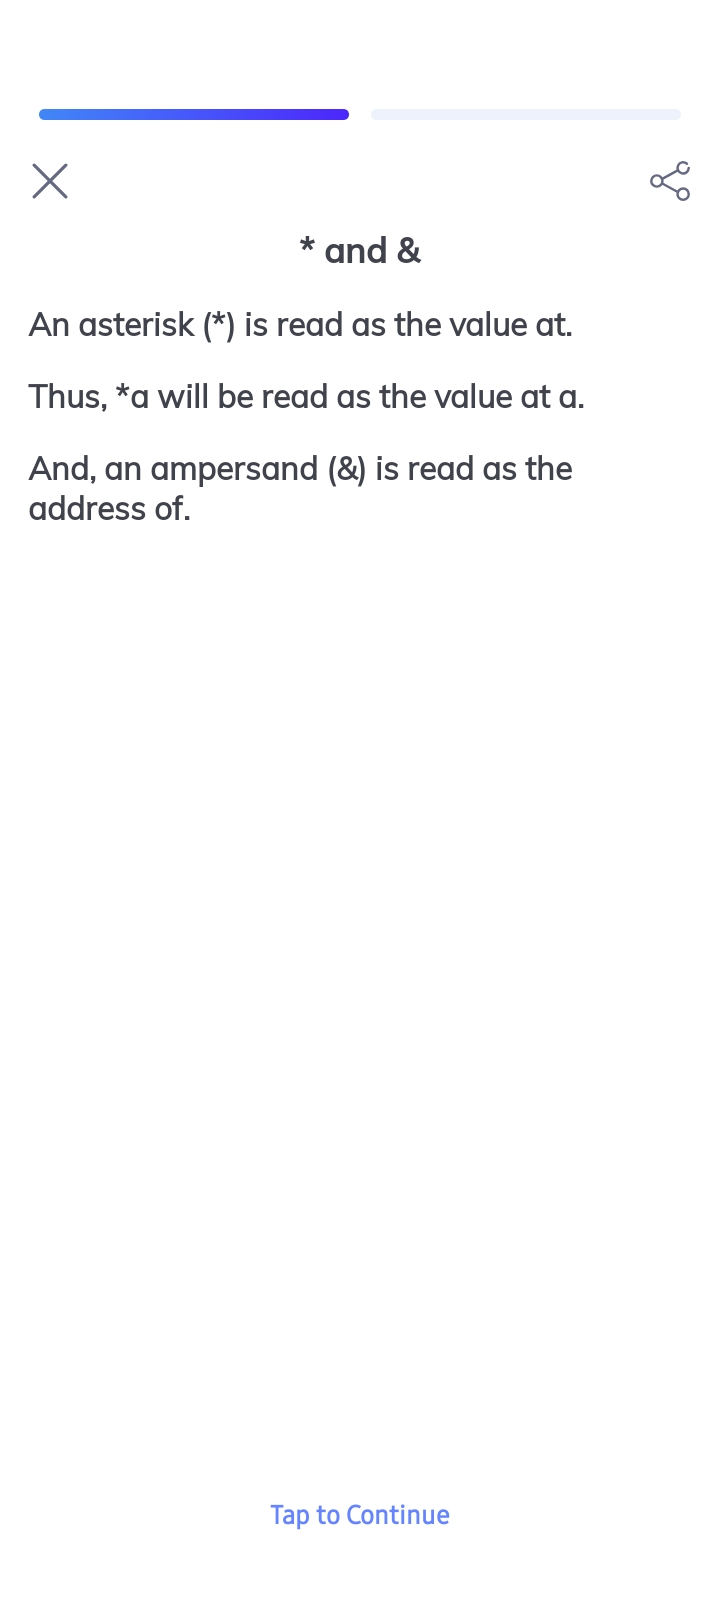 * and &
An asterisk (*) is read as the value at.
Thus, *a will be read as the value at a.
And, an ampersand (&) is read as the
address of.
Tap to Continue